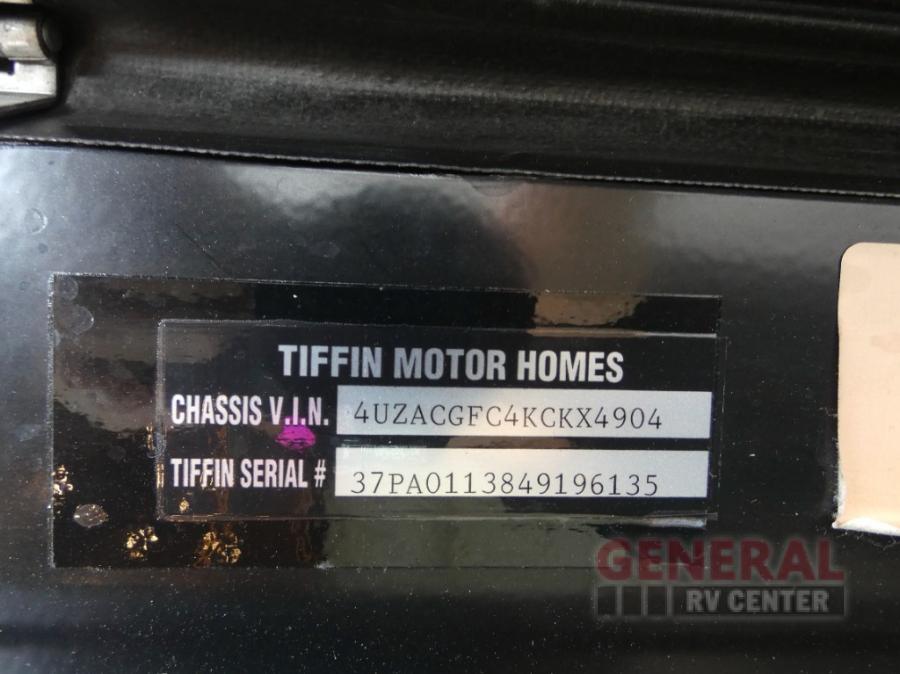 TIFFIN MOTOR HOMES
CHASSIS V.I.N. 4UZACGFC4KCKX4904
TIFFIN SERIAL # 37PA0113849196135
GENERAL
RV CENTER